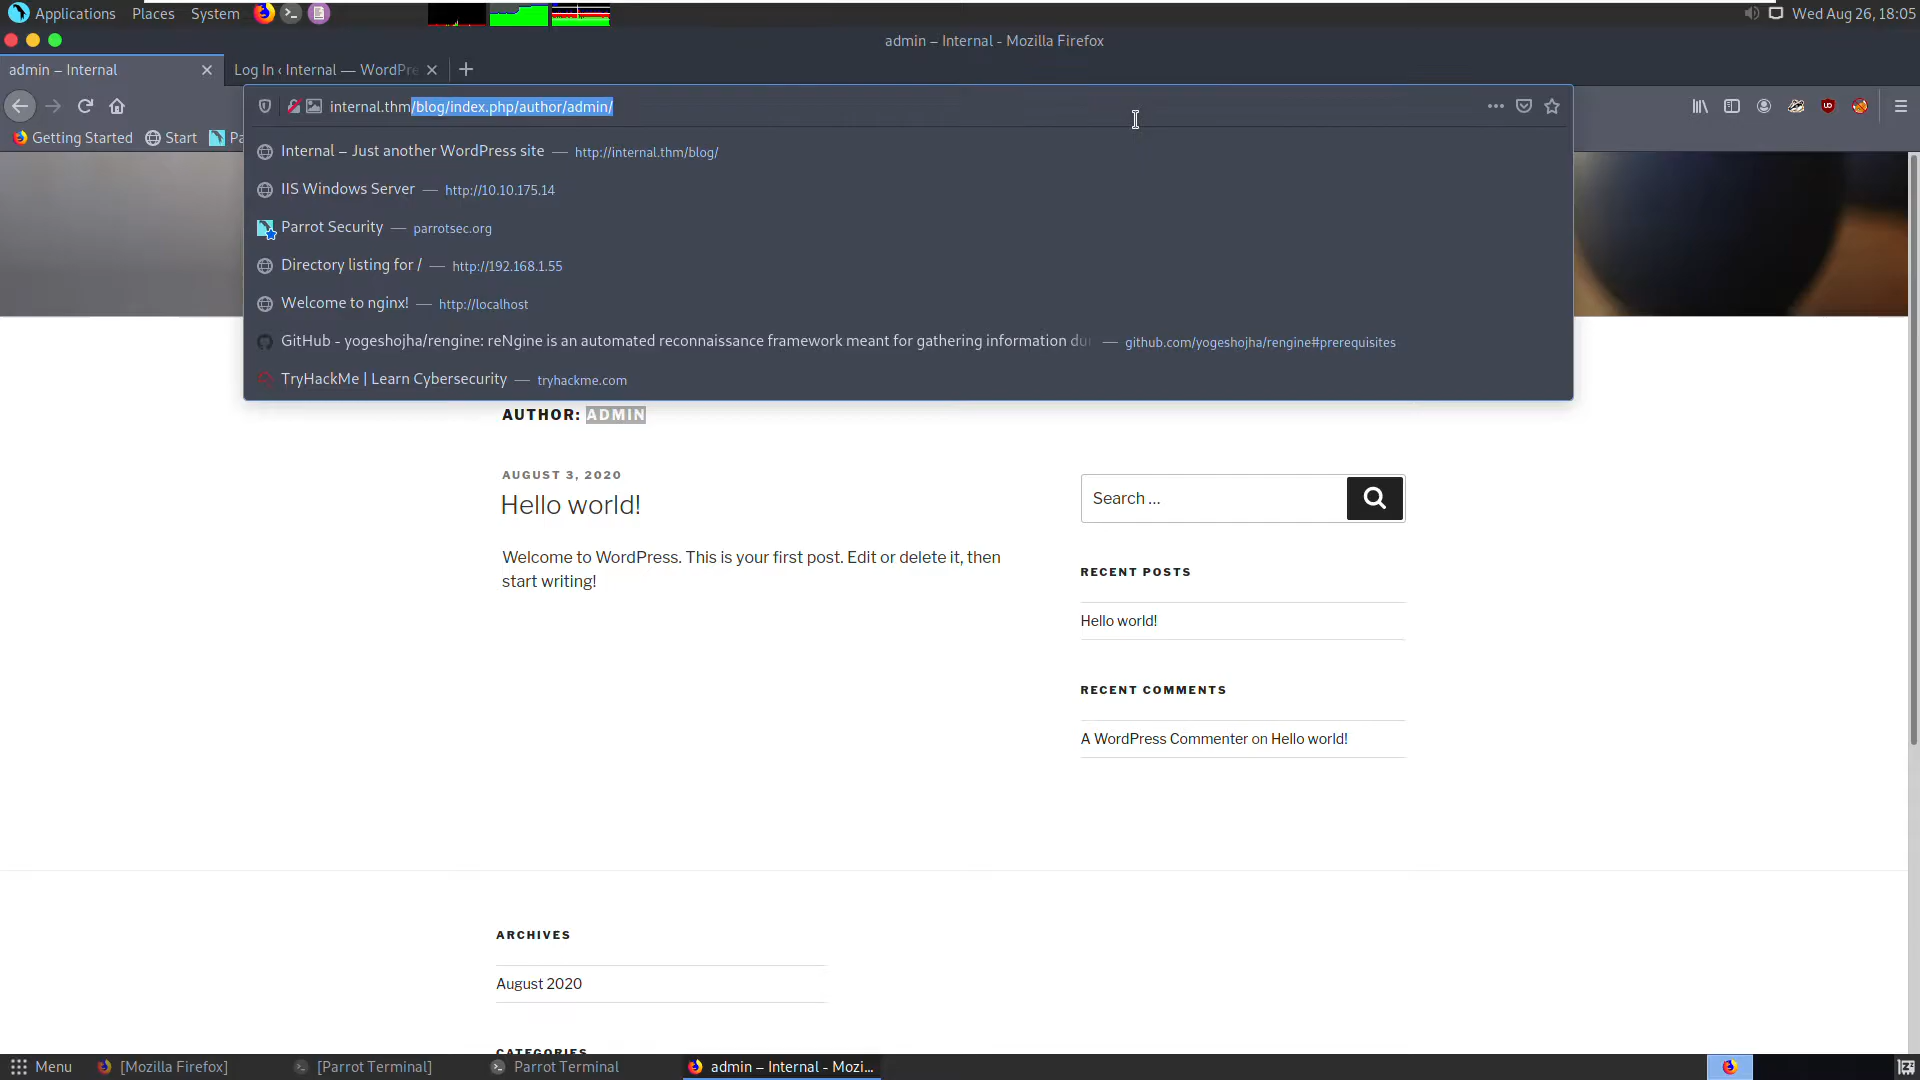 Applications Places System Wed Aug 26, 18:05
admin – Internal - Mozilla Firefox
admin – Internal Log In ‹ Internal — WordPre
internal.thm/blog/index.php/author/admin/
Getting Started Start Pa
Internal – Just another WordPress site — http://internal.thm/blog/
IIS Windows Server — http://10.10.175.14
Parrot Security — parrotsec.org
Directory listing for / — http://192.168.1.55
Welcome to nginx! — http://localhost
GitHub - yogeshojha/rengine: reNgine is an automated reconnaissance framework meant for gathering information du — github.com/yogeshojha/rengine#prerequisites
TryHackMe | Learn Cybersecurity — tryhackme.com
AUTHOR: ADMIN
AUGUST 3, 2020
Hello world!
Welcome to WordPress. This is your first post. Edit or delete it, then
start writing!
Search …
RECENT POSTS
Hello world!
RECENT COMMENTS
A WordPress Commenter on Hello world!
ARCHIVES
August 2020
CATEGORIES
Menu [Mozilla Firefox] [Parrot Terminal] Parrot Terminal admin – Internal - Mozi...